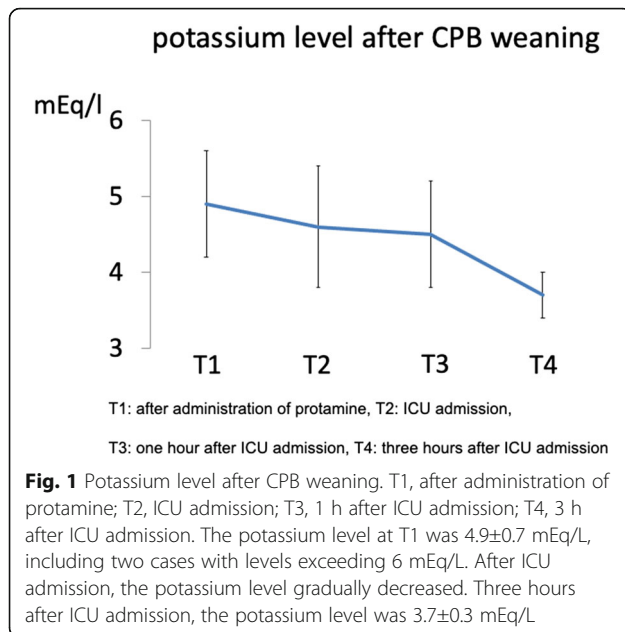 potassium level after CPB weaning
mEq/l
6
5
4
3
T1 T2 T3 T4
T1: after administration of protamine, T2: ICU admission,
T3: one hour after ICU admission, T4: three hours after ICU admission
Fig. 1 Potassium level after CPB weaning. T1, after administration of
protamine; T2, ICU admission; T3, 1 h after ICU admission; T4, 3 h
after ICU admission. The potassium level at T1 was 4.9±0.7 mEq/L,
including two cases with levels exceeding 6 mEq/L. After ICU
admission, the potassium level gradually decreased. Three hours
after ICU admission, the potassium level was 3.7±0.3 mEq/L